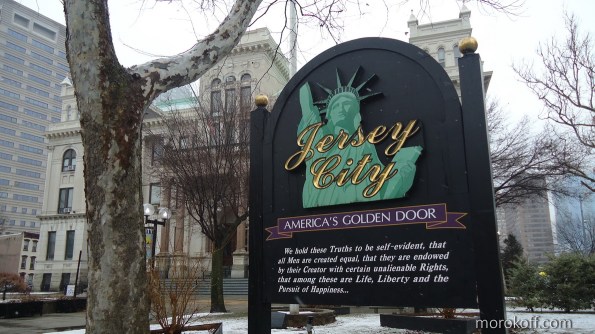 Jersey
City
AMERICA'S GOLDEN DOOR
We hold these Truths to be self-evident, that
all Men are created equal, that they are endowed
by their Creator with certain unalienable Rights,
that among these are Life, Liberty and the
Pursuit of Happiness...
morokoff.com